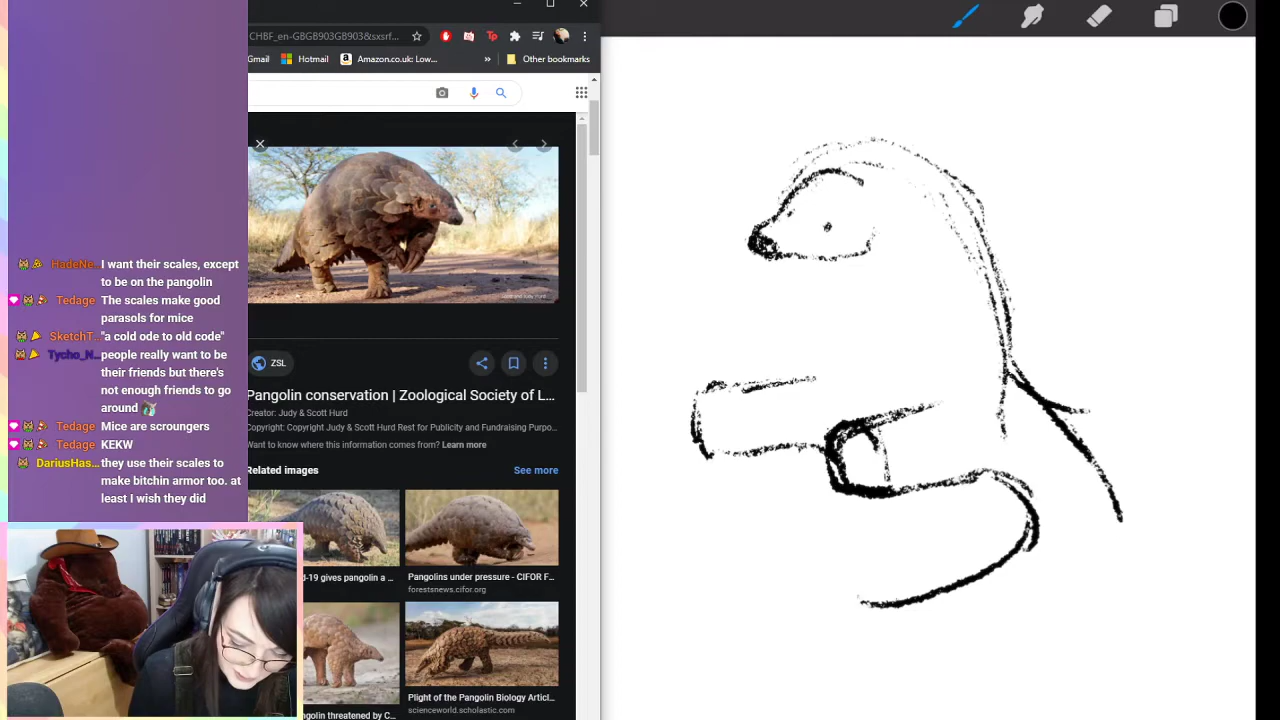 HadeNe... I want their scales, except
to be on the pangolin
Tedage The scales make good
parasols for mice
SketchT... "a cold ode to old code"
Tycho_N... people really want to be
their friends but there's
not enough friends to go
around
Tedage Mice are scroungers
Tedage KEKW
DariusHas... they use their scales to
make bitchin armor too. at
least I wish they did
CHBF_en-GBGB903GB903&sxsrf...
Gmail Hotmail Amazon.co.uk: Low... » Other bookmarks
ZSL
Pangolin conservation | Zoological Society of L...
Creator: Judy & Scott Hurd
Copyright: Copyright Judy & Scott Hurd Rest for Publicity and Fundraising Purpo...
Want to know where this information comes from? Learn more
Related images See more
d-19 gives pangolin a ...
Pangolins under pressure - CIFOR F...
forestsnews.cifor.org
ngolin threatened by C...
Plight of the Pangolin Biology Articl...
scienceworld.scholastic.com